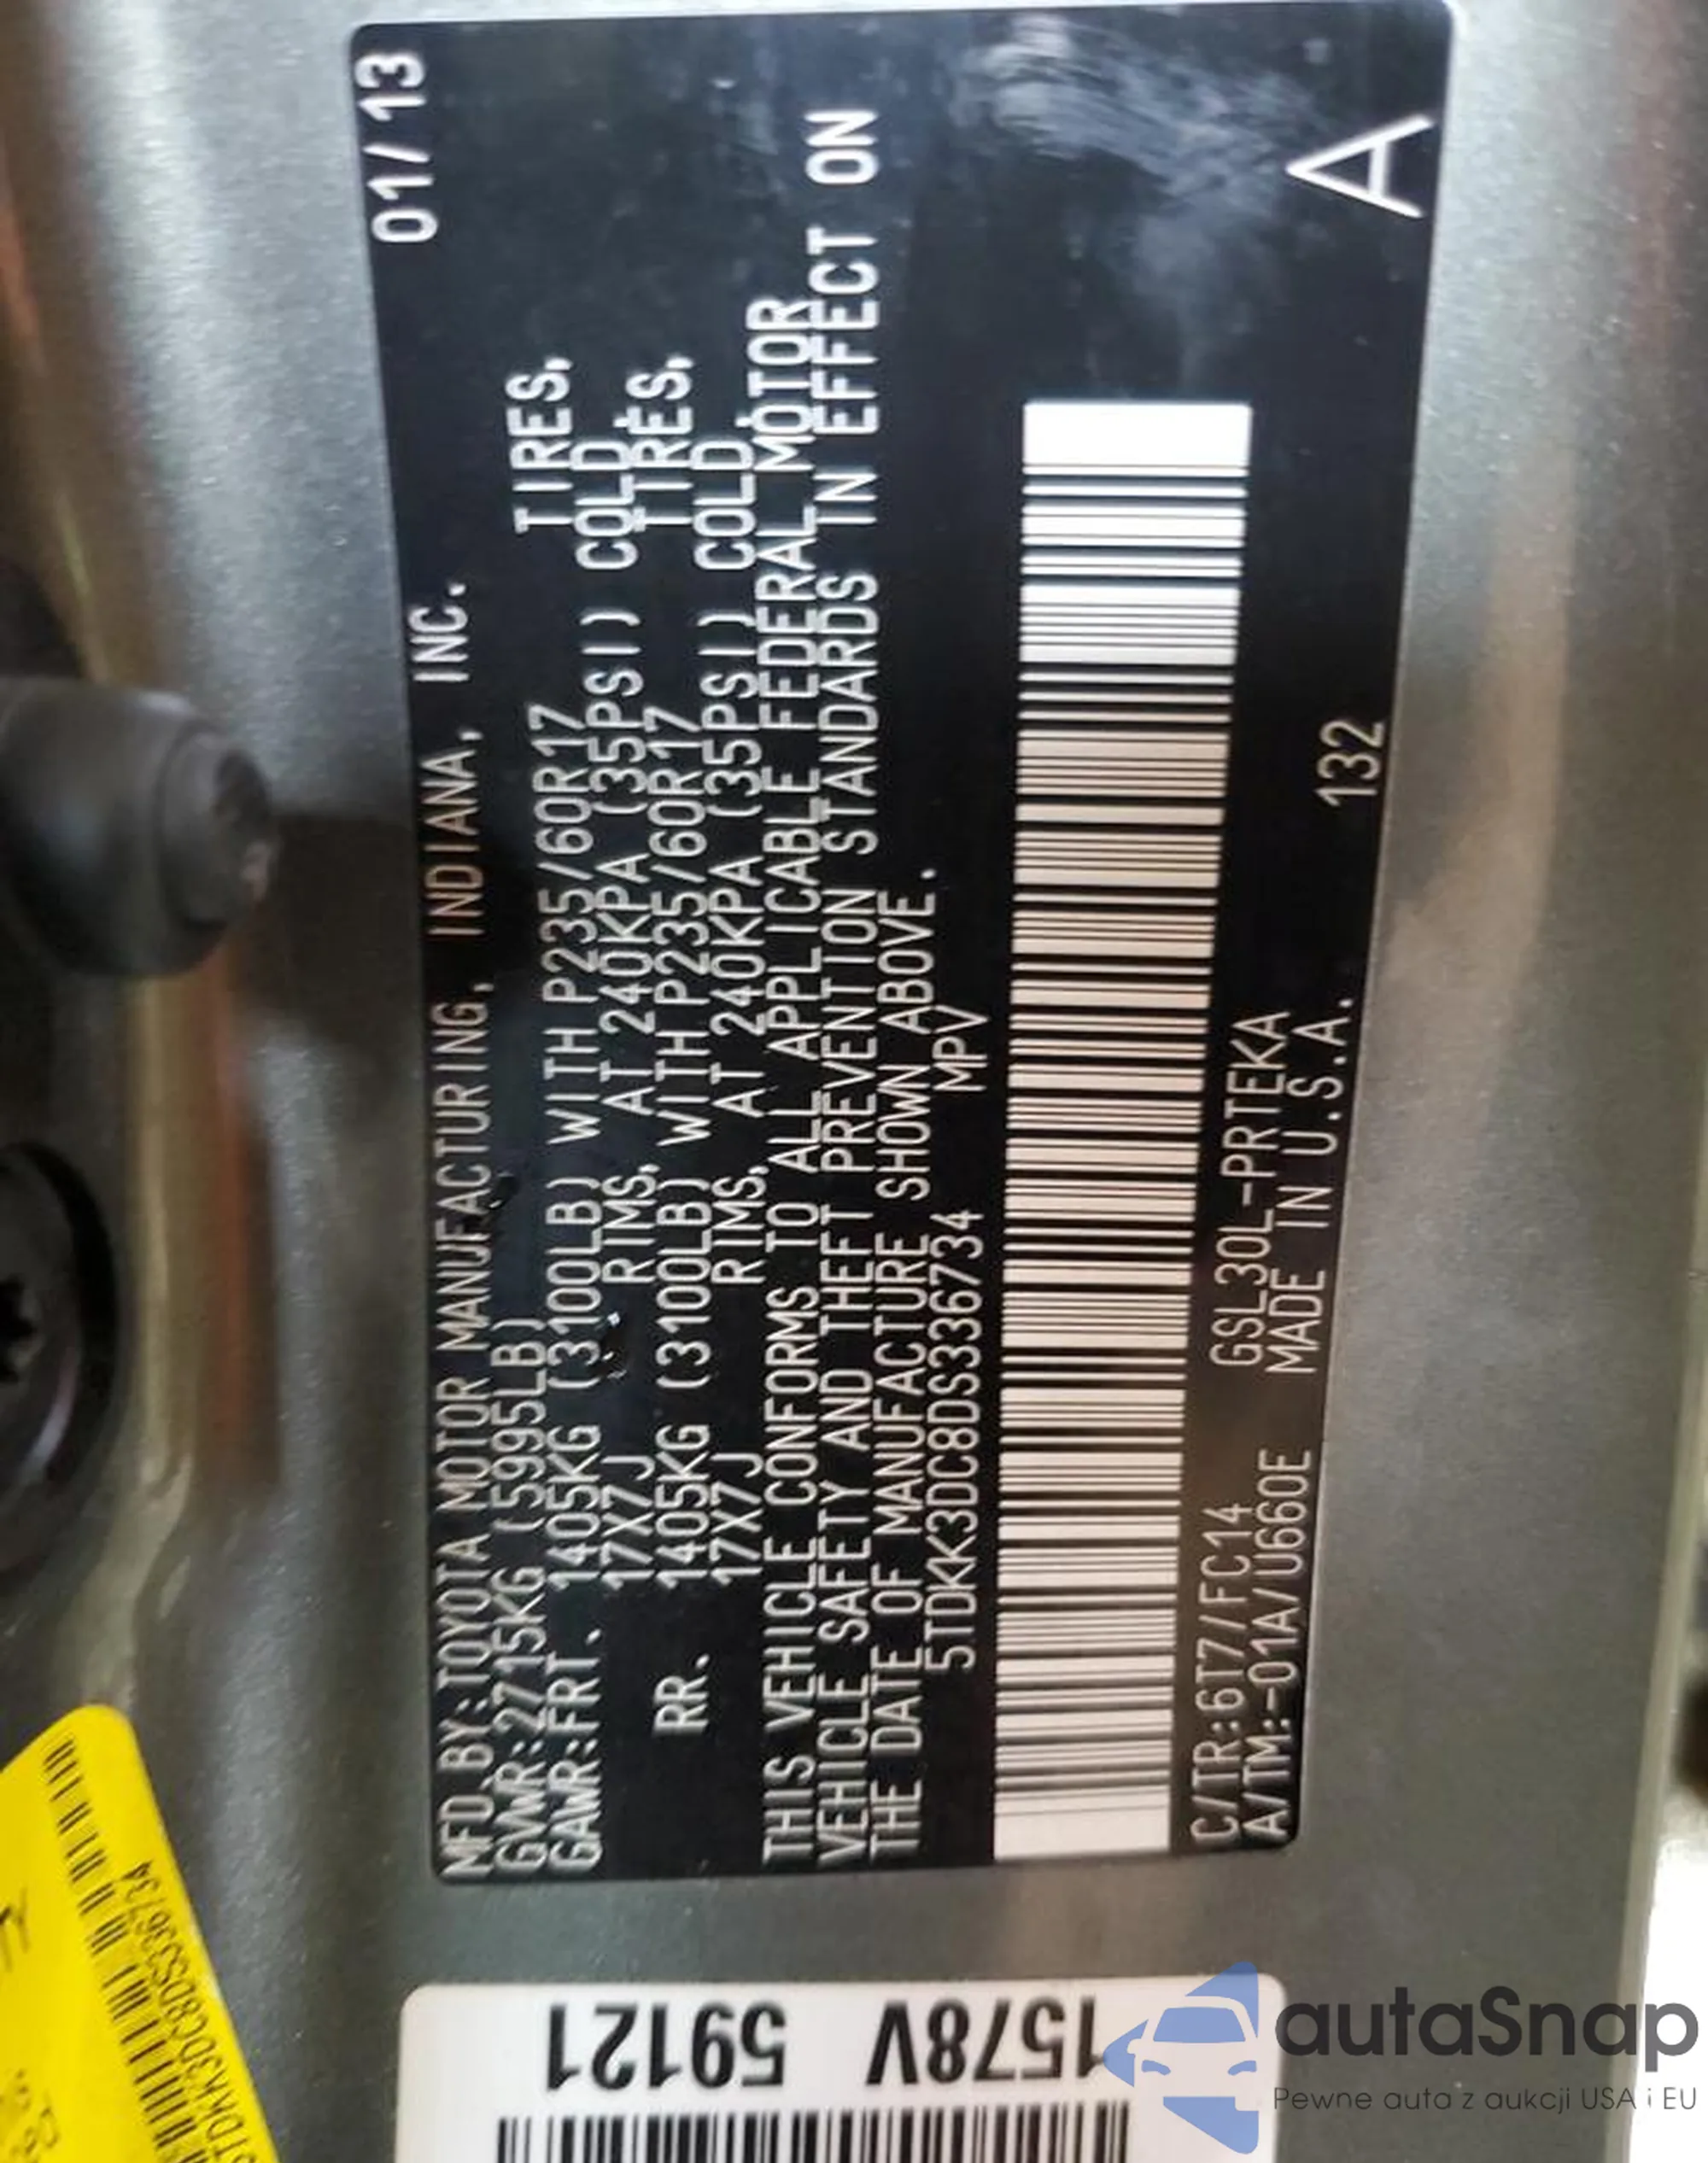 01/13
MFD.BY:TOYOTA MOTOR MANUFACTURING, INDIANA, INC.
GVWR:2715KG (5995LB)
GAWR:FRT. 1405KG (3100LB) WITH P235/60R17 TIRES,
17X7J RIMS, AT 240KPA (35PSI) COLD,
RR. 1405KG (3100LB) WITH P235/60R17 TIRES,
17X7J RIMS, AT 240KPA (35PSI) COLD,
THIS VEHICLE CONFORMS TO ALL APPLICABLE FEDERAL MOTOR
VEHICLE SAFETY AND THEFT PREVENTION STANDARDS IN EFFECT ON
THE DATE OF MANUFACTURE SHOWN ABOVE.
5TDKK3DC8DS336734 MPV
C/TR:6T7/FC14 GSL30L-PRTEKA
A/TM:-01A/U660E MADE IN U.S.A. 132
A
5TDKK3DC8DS336734
59121 1578V
autaSnap
Pewne auta z aukcji USA i EU